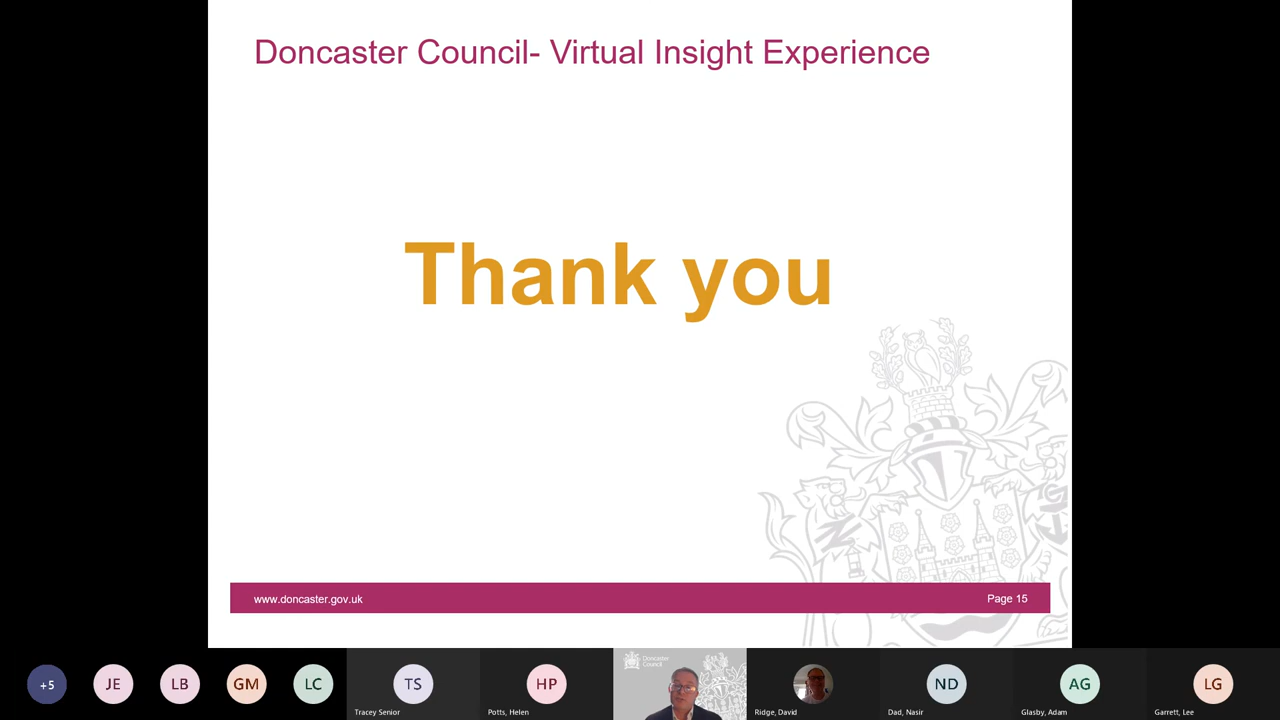 Doncaster Council- Virtual Insight Experience
Thank you
www.doncaster.gov.uk
Page 15
+5
JE
LB
GM
LC
TS
Tracey Senior
HP
Potts, Helen
Doncaster
Council
Ridge, David
ND
Dad, Nasir
AG
Glasby, Adam
LG
Garrett, Lee